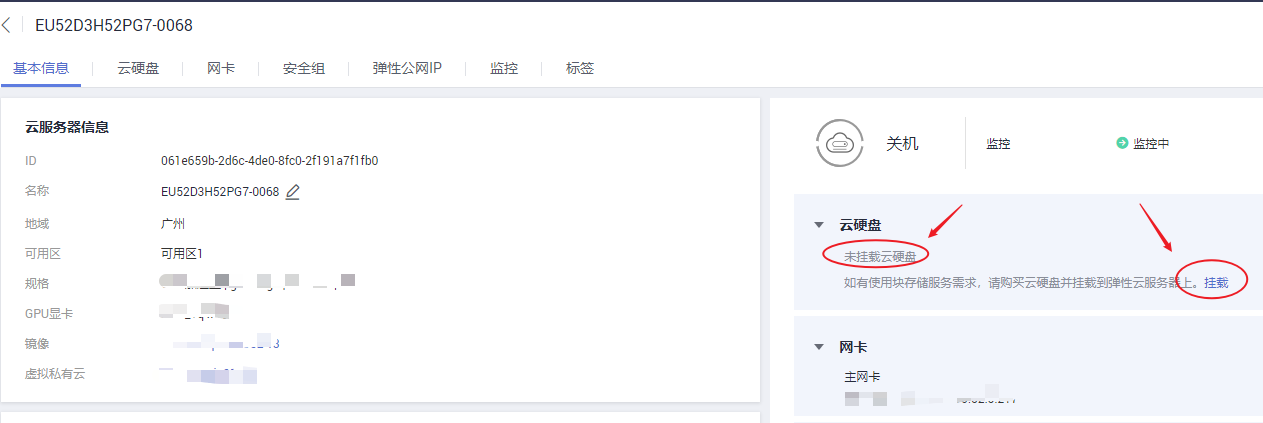 EU52D3H52PG7-0068
基本信息 云硬盘 网卡 安全组 弹性公网IP 监控 标签
云服务器信息
ID 061e659b-2d6c-4de0-8fc0-2f191a7f1fb0
名称 EU52D3H52PG7-0068
地域 广州
可用区 可用区1
规格
GPU显卡
镜像
虚拟私有云
关机 监控 监控中
云硬盘
未挂载云硬盘
如有使用块存储服务需求，请购买云硬盘并挂载到弹性云服务器上。挂载
网卡
主网卡